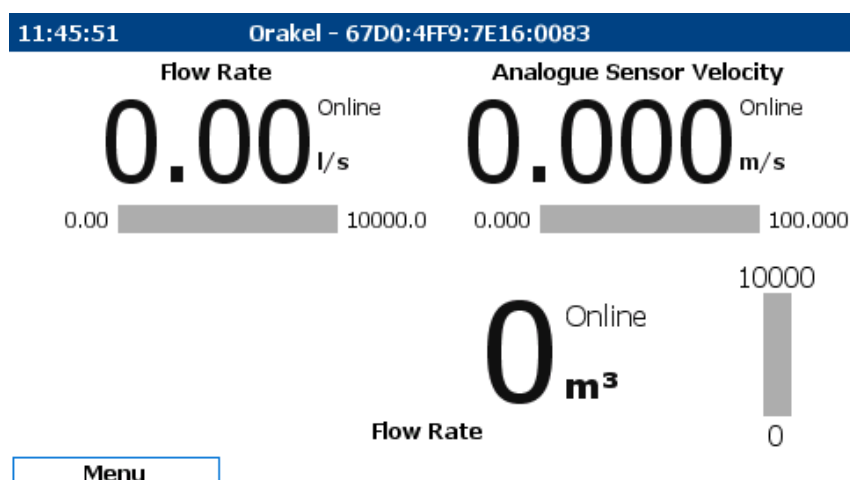 11:45:51 Orakel - 67D0:4FF9:7E16:0083
Flow Rate Analogue Sensor Velocity
0.00 Online l/s 0.000 Online m/s
0.00 10000.0 0.000 100.000
10000
0 Online m³
Flow Rate 0
Menu